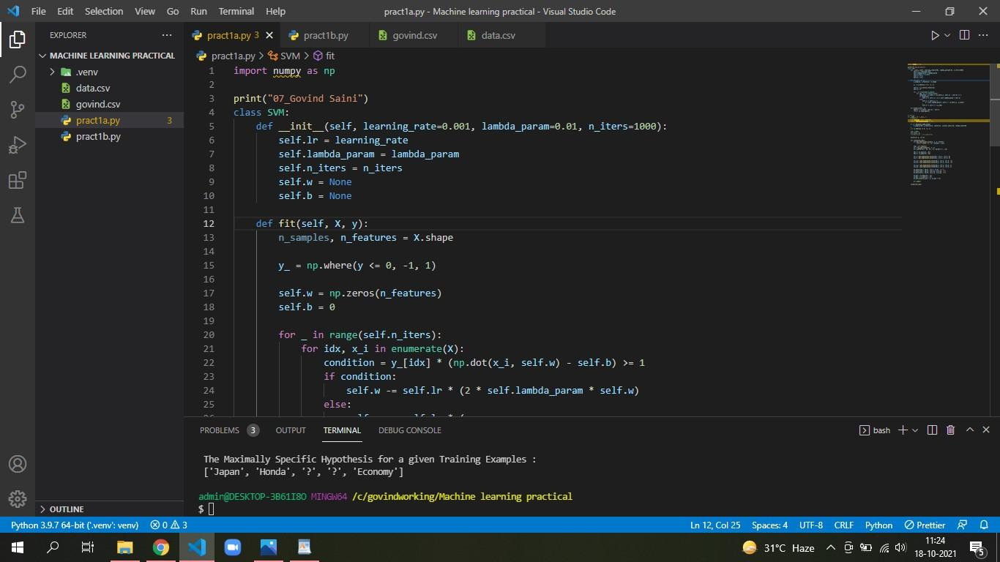 File Edit Selection View Go Run Terminal Help
pract1a.py - Machine learning practical - Visual Studio Code
EXPLORER
MACHINE LEARNING PRACTICAL
.venv
data.csv
govind.csv
pract1a.py 3
pract1b.py
OUTLINE
pract1a.py 3
pract1b.py
govind.csv
data.csv
pract1a.py > SVM > fit
1 import numpy as np
2
3 print("07_Govind Saini")
4 class SVM:
5 def __init__(self, learning_rate=0.001, lambda_param=0.01, n_iters=1000):
6 self.lr = learning_rate
7 self.lambda_param = lambda_param
8 self.n_iters = n_iters
9 self.w = None
10 self.b = None
11
12 def fit(self, X, y):
13 n_samples, n_features = X.shape
14
15 y_ = np.where(y <= 0, -1, 1)
16
17 self.w = np.zeros(n_features)
18 self.b = 0
19
20 for _ in range(self.n_iters):
21 for idx, x_i in enumerate(X):
22 condition = y_[idx] * (np.dot(x_i, self.w) - self.b) >= 1
23 if condition:
24 self.w -= self.lr * (2 * self.lambda_param * self.w)
25 else:
PROBLEMS 3 OUTPUT TERMINAL DEBUG CONSOLE
bash
The Maximally Specific Hypothesis for a given Training Examples :
['Japan', 'Honda', '?', '?', 'Economy']
admin@DESKTOP-3B61I8O MINGW64 /c/govindworking/Machine learning practical
$
Python 3.9.7 64-bit ('.venv': venv) 0 3
Ln 12, Col 25 Spaces: 4 UTF-8 CRLF Python Prettier
31°C Haze
11:24
18-10-2021
5